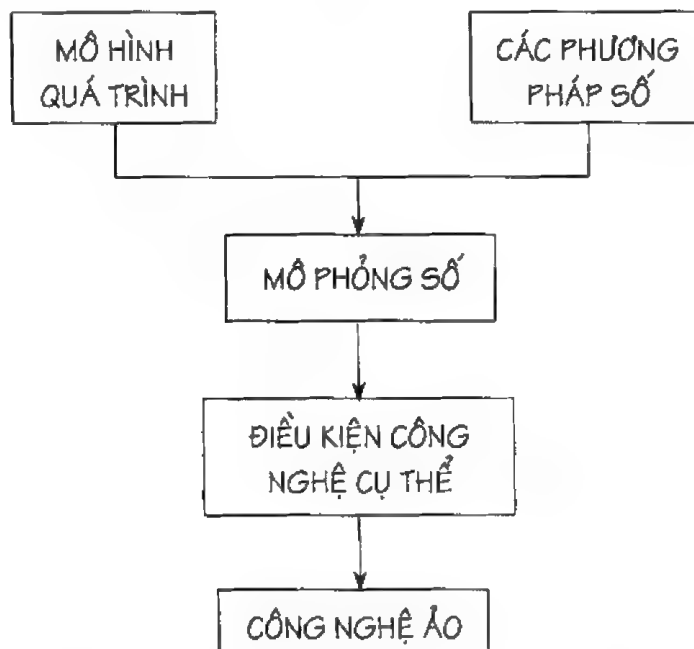 MÔ HÌNH
QUÁ TRÌNH
CÁC PHƯƠNG
PHÁP SỐ
MÔ PHỎNG SỐ
ĐIỀU KIỆN CÔNG
NGHỆ CỤ THỂ
CÔNG NGHỆ ẢO